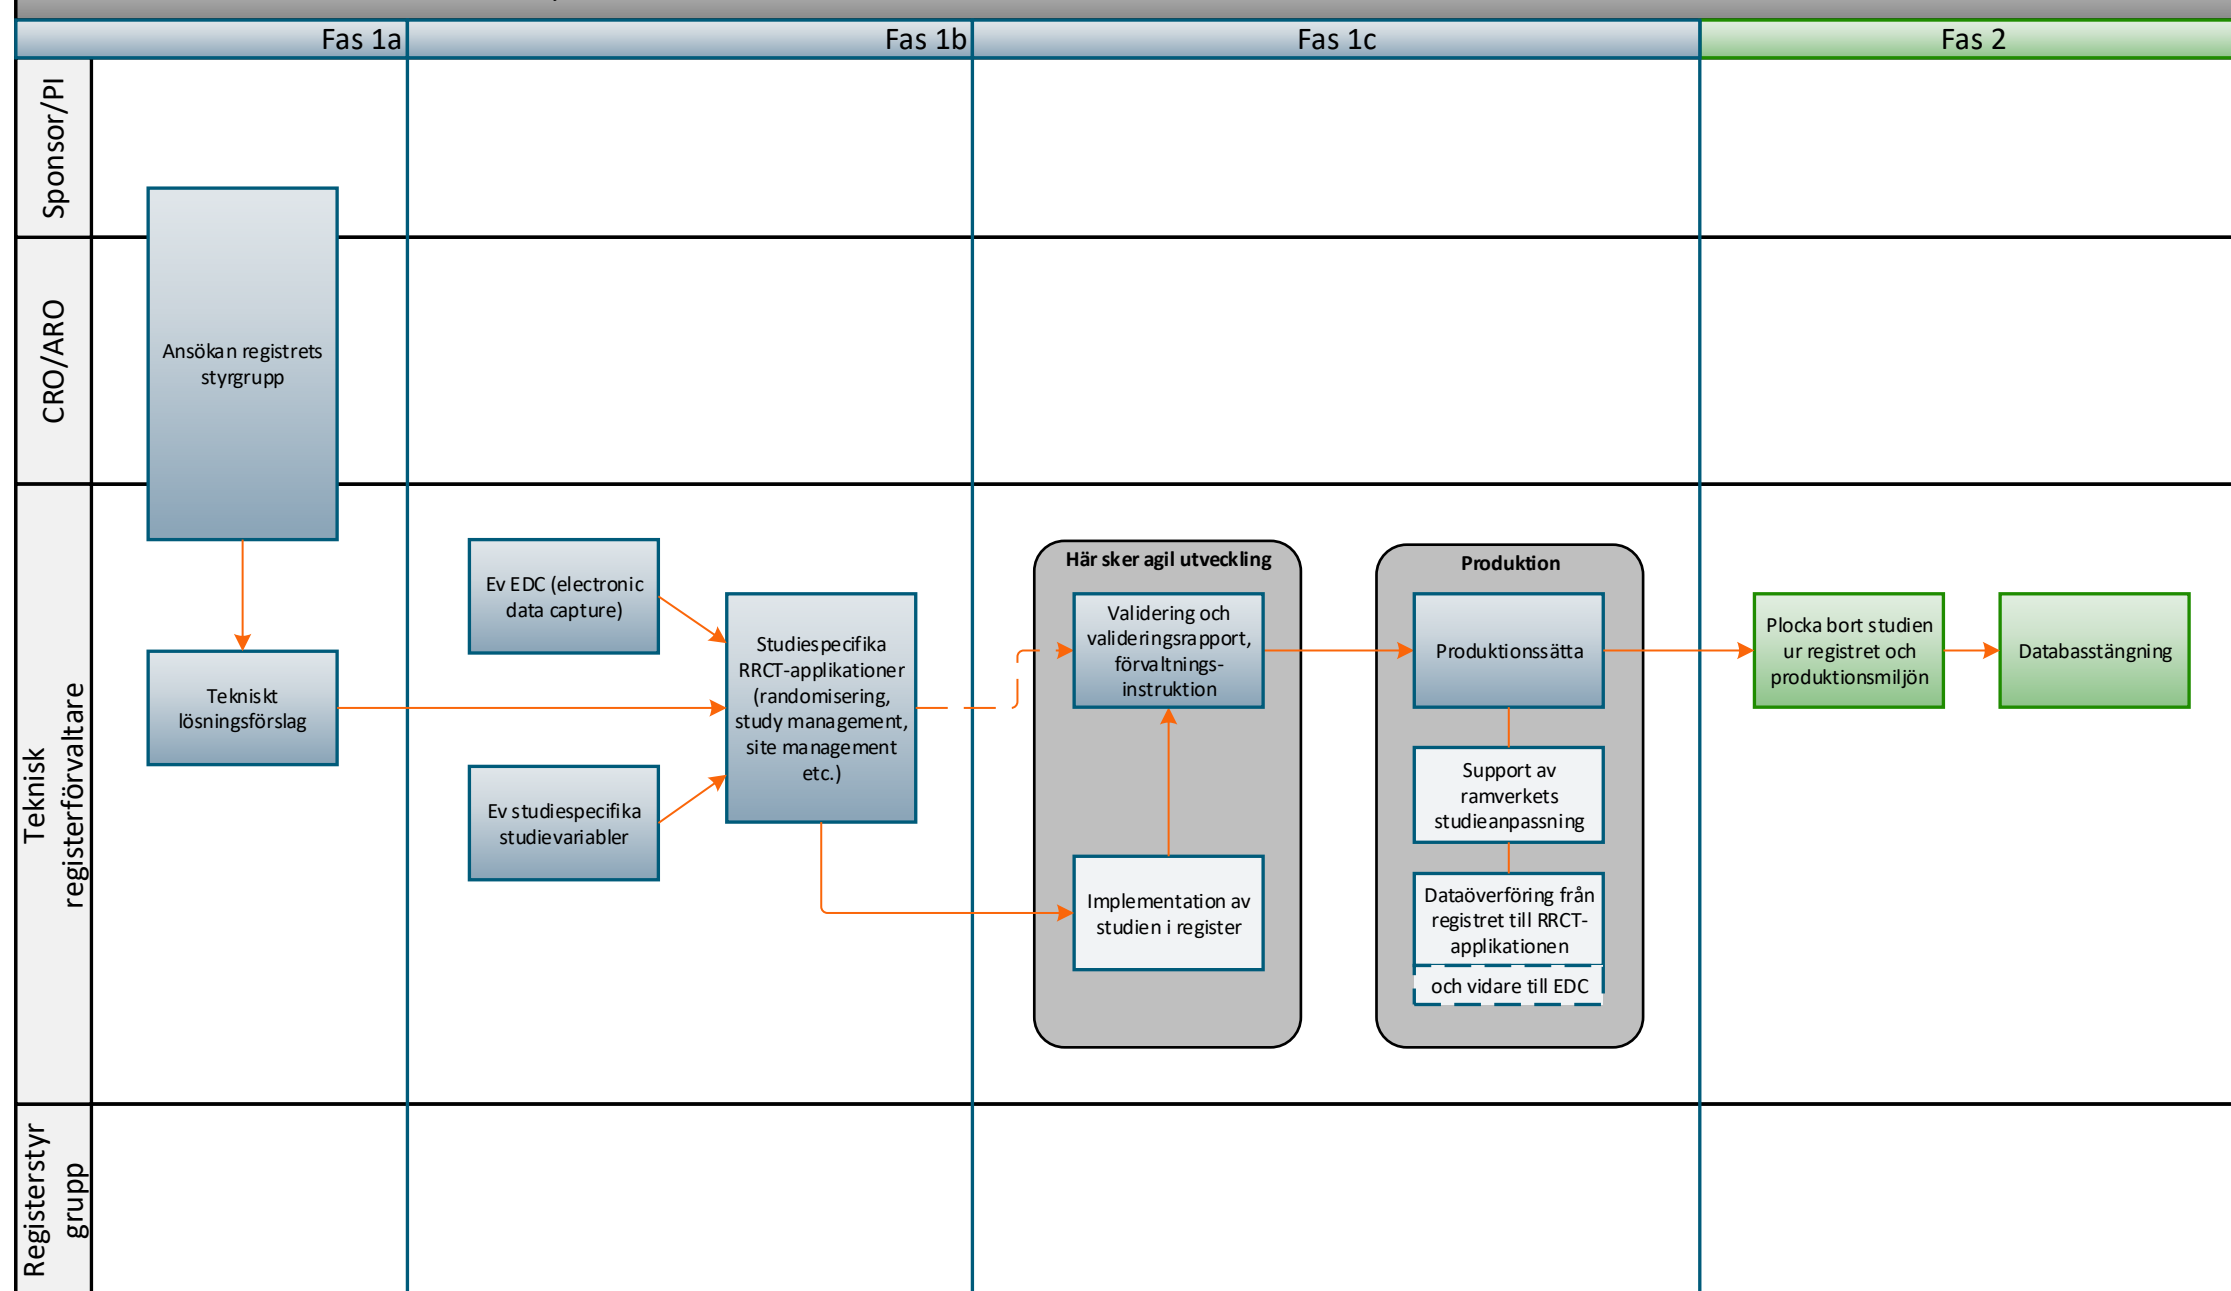 Fas 1a
Fas 1b
Fas 1c
Fas 2
Sponsor/PI
CRO/ARO
Teknisk
registerförvaltare
Registerstyr
grupp
Ansökan registrets
styrgrupp
Tekniskt
lösningsförslag
Ev EDC (electronic
data capture)
Ev studiespecifika
studievariabler
Studiespecifika
RRCT-applikationer
(randomisering,
study management,
site management
etc.)
Här sker agil utveckling
Validering och
valideringsrapport,
förvaltnings-
instruktion
Implementation av
studien i register
Produktion
Produktionssätta
Support av
ramverkets
studieanpassning
Dataöverföring från
registret till RRCT-
applikationen
och vidare till EDC
Plocka bort studien
ur registret och
produktionsmiljön
Databasstängning